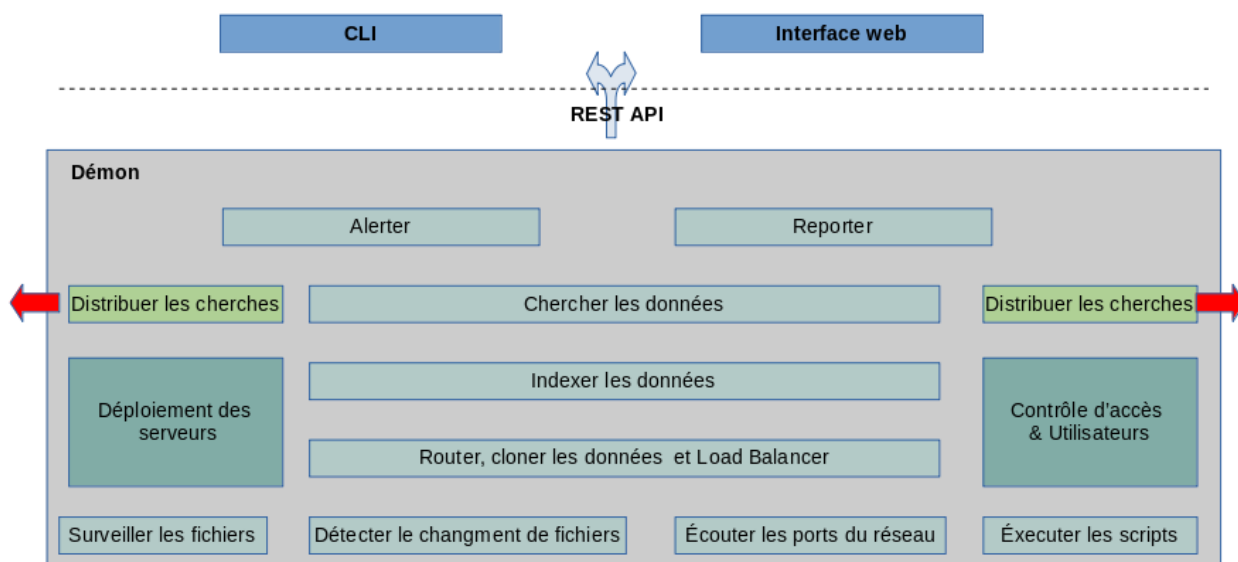 CLI
Interface web
REST API
Démon
Alerter
Reporter
Distribuer les cherches
Chercher les données
Distribuer les cherches
Déploiement des
serveurs
Indexer les données
Contrôle d'accès
& Utilisateurs
Router, cloner les données  et Load Balancer
Surveiller les fichiers
Détecter le changment de fichiers
Écouter les ports du réseau
Éxecuter les scripts